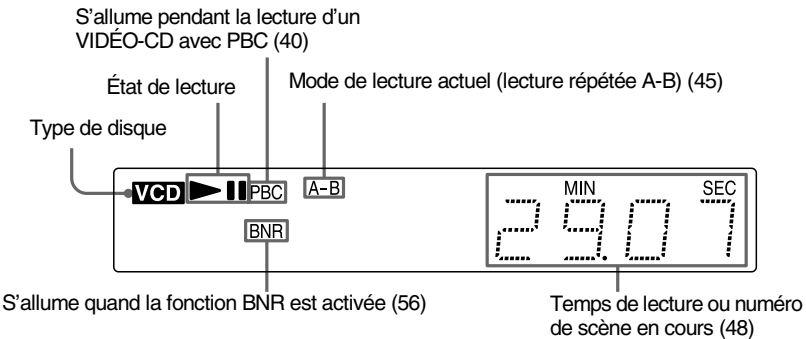 S'allume pendant la lecture d'un
VIDÉO-CD avec PBC (40)
État de lecture
Mode de lecture actuel (lecture répétée A-B) (45)
Type de disque
VCD PBC A-B
MIN SEC
29.07
BNR
S'allume quand la fonction BNR est activée (56)
Temps de lecture ou numéro
de scène en cours (48)